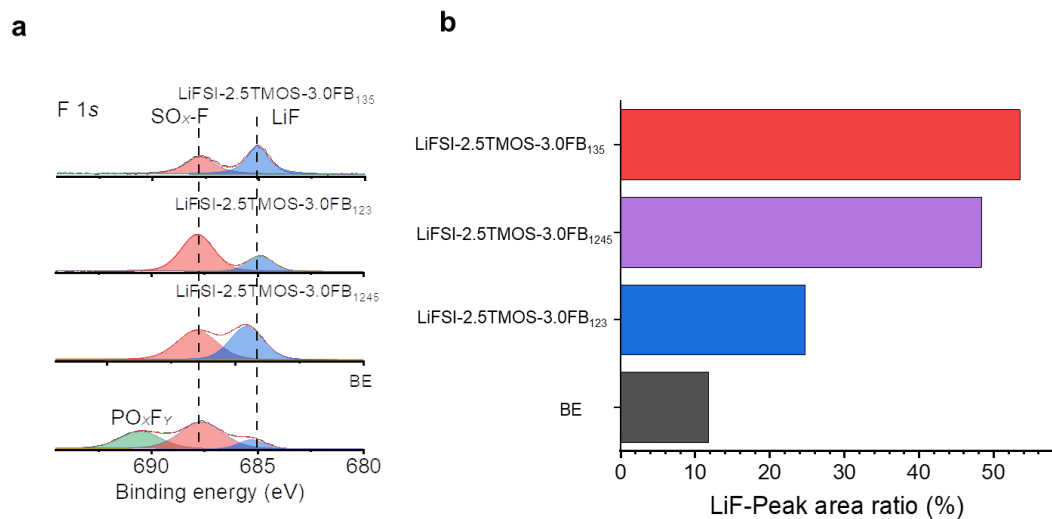 a
LiFSI-2.5TMOS-3.0FB₁₃₅
F 1s
SOₓ-F
LiF
LiFSI-2.5TMOS-3.0FB₁₂₃
LiFSI-2.5TMOS-3.0FB₁₂₄₅
BE
PO_XF_Y
690
685
680
Binding energy (eV)
b
LiFSI-2.5TMOS-3.0FB₁₃₅
LiFSI-2.5TMOS-3.0FB₁₂₄₅
LiFSI-2.5TMOS-3.0FB₁₂₃
BE
0
10
20
30
40
50
LiF-Peak area ratio (%)